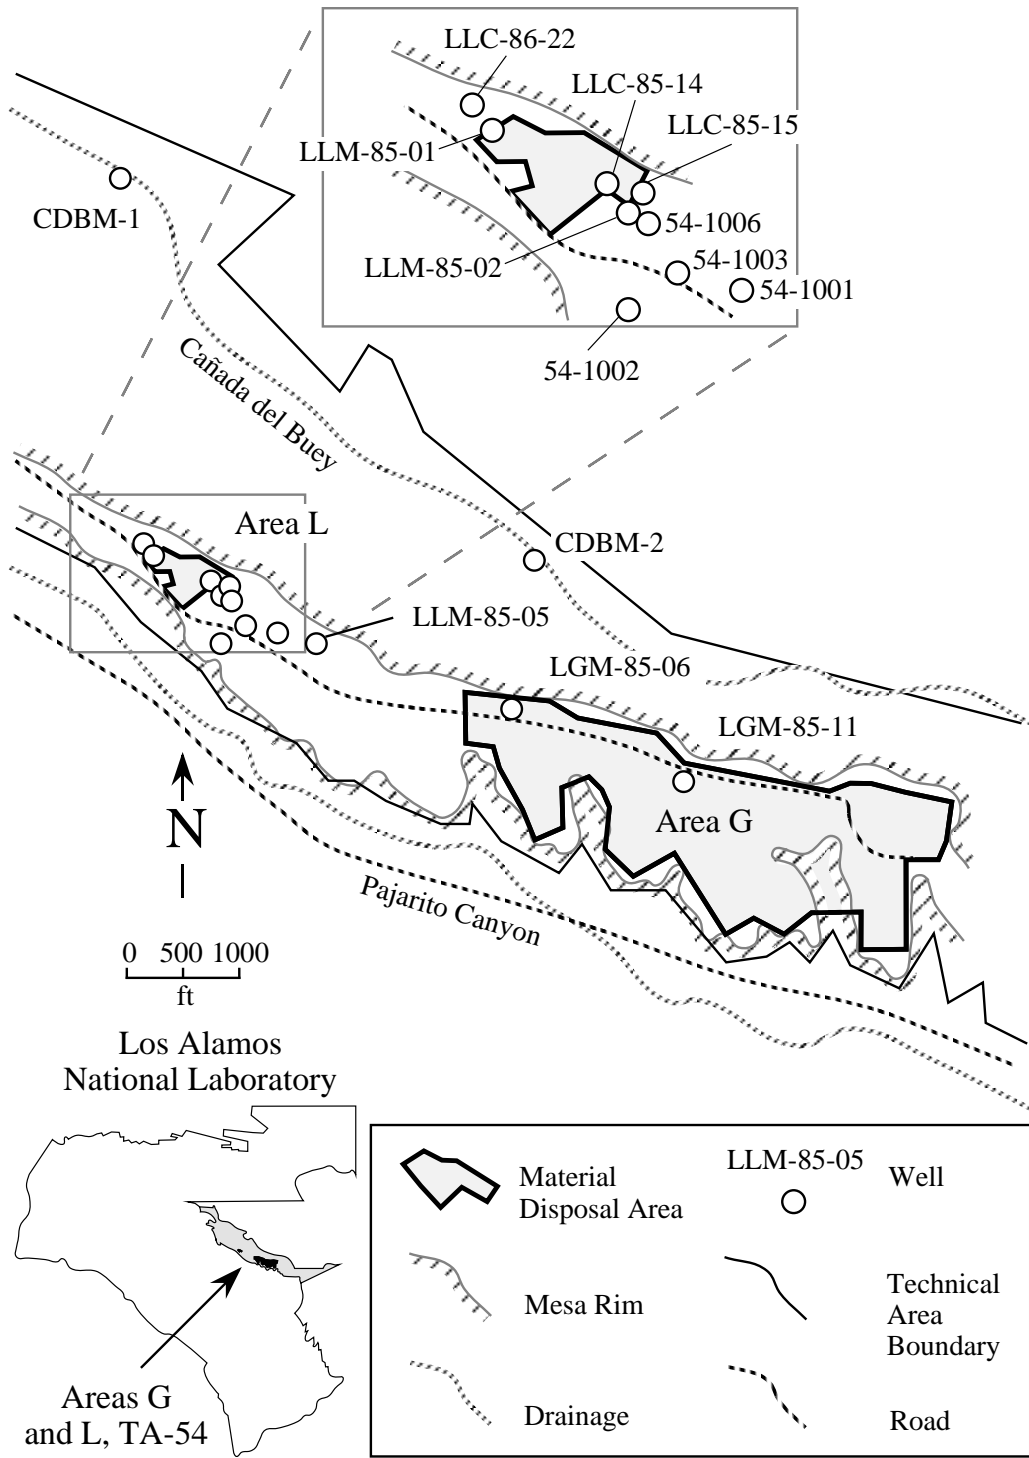 LLC-86-22
LLC-85-14
LLC-85-15
LLM-85-01
CDBM-1
54-1006
54-1003
LLM-85-02
54-1001
54-1002
Cañada del Buey
Area L
CDBM-2
LLM-85-05
LGM-85-06
LGM-85-11
N
Area G
Pajarito Canyon
0 500 1000
ft
Los Alamos
National Laboratory
Areas G
and L, TA-54
Material
Disposal Area
LLM-85-05
Well
Mesa Rim
Technical
Area
Boundary
Drainage
Road